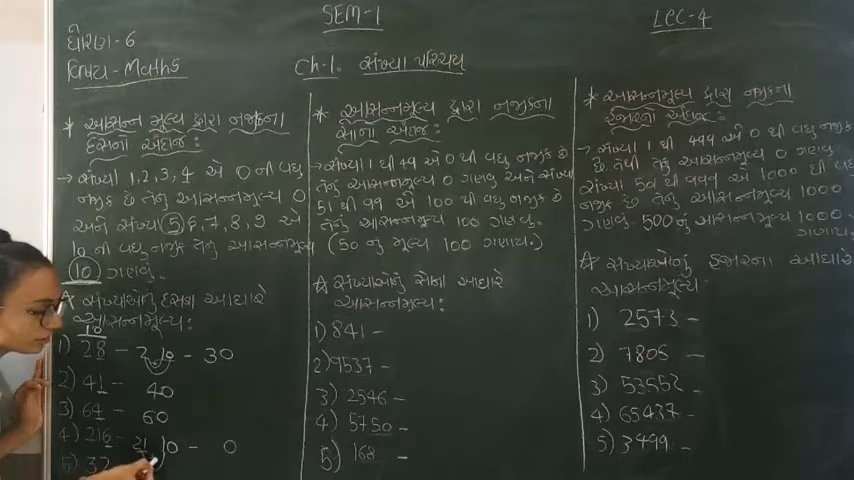 SEM-1
LEC-4
ધોરણ-6
વિષય-Maths
Ch-1. સંખ્યા પરિચય
* આસન્ન મૂલ્ય દ્વારા નજીકના
દસનો અંદાજ:
→ સંખ્યા 1,2,3,4 એ 0 ની વધુ
નજીક છે તેનું આસન્નમૂલ્ય 0
અને સંખ્યા 5,6,7,8,9 એ
10 ની વધુ નજીક તેનું આસન્નમૂલ્ય
10 ગણવું.
* સંખ્યાઓનું દસના આધારે
આસન્નમૂલ્ય:
10
1) 28 - 2 10 - 30
2) 41 - 40
3) 64 - 60
4) 216 - 21 10 - 0
5) 32
* આસન્નમૂલ્ય દ્વારા નજીકના
સોનો અંદાજ:
→ સંખ્યા 1 થી 49 એ 0 થી વધુ નજીક છે
તેનું આસન્નમૂલ્ય 0 ગણવું અને સંખ્યા
51 થી 99 એ 100 થી વધુ નજીક છે
તેનું આસન્નમૂલ્ય 100 ગણવું.
(50 નું મૂલ્ય 100 ગણાય.)
* સંખ્યાઓનું સોના આધારે
આસન્નમૂલ્ય:
1) 841 -
2) 9537 -
3) 2546 -
4) 5750 -
5) 168 -
* આસન્નમૂલ્ય દ્વારા નજીકના
હજારનો અંદાજ:
→ સંખ્યા 1 થી 499 એ 0 થી વધુ નજીક
છે તેથી તેનું આસન્નમૂલ્ય 0 ગણવું
સંખ્યા 501 થી 999 એ 1000 થી વધુ
નજીક છે તેનું આસન્નમૂલ્ય 1000
ગણવું. 500નું આસન્નમૂલ્ય 1000
ગણાય.
* સંખ્યાઓનું હજારના આધારે
આસન્નમૂલ્ય:
1) 2573 -
2) 7805 -
3) 53552 -
4) 65437 -
5) 3499 -